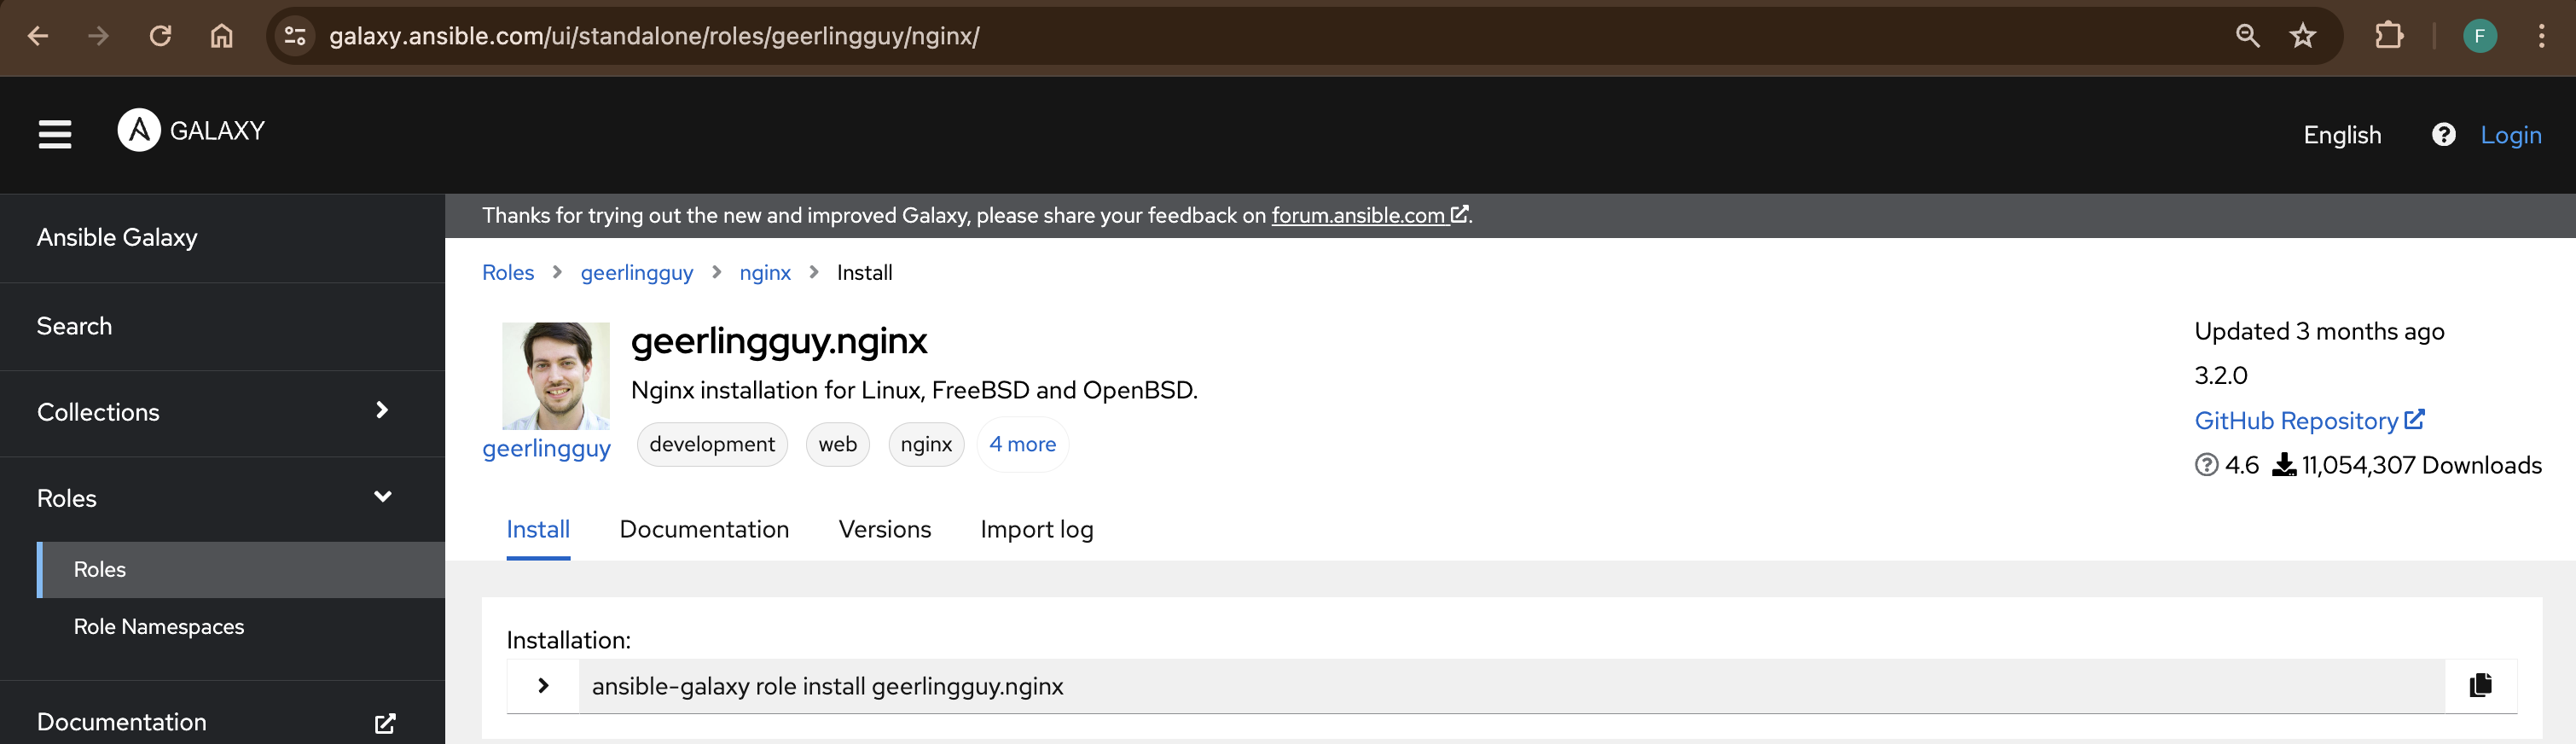 galaxy.ansible.com/ui/standalone/roles/geerlingguy/nginx/
F
GALAXY
English
Login
Ansible Galaxy
Search
Collections
Roles
Roles
Role Namespaces
Documentation
Thanks for trying out the new and improved Galaxy, please share your feedback on forum.ansible.com.
Roles > geerlingguy > nginx > Install
geerlingguy
geerlingguy.nginx
Nginx installation for Linux, FreeBSD and OpenBSD.
development web nginx 4 more
Updated 3 months ago
3.2.0
GitHub Repository
4.6 11,054,307 Downloads
Install Documentation Versions Import log
Installation:
ansible-galaxy role install geerlingguy.nginx